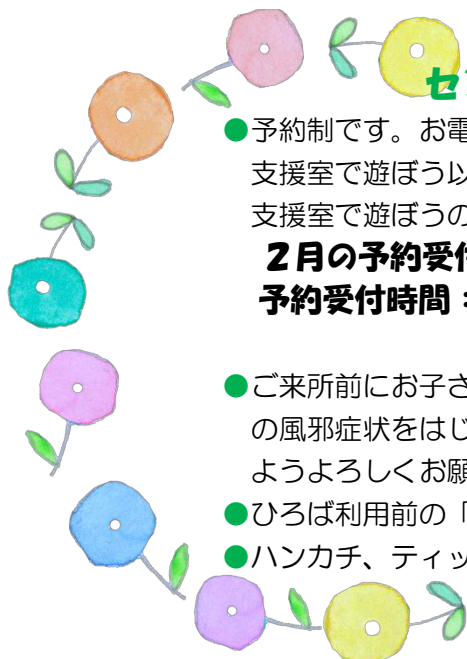 セ
●予約制です。お電
支援室で遊ぼう以
支援室で遊ぼうの
２月の予約受付
予約受付時間：
●ご来所前にお子さ
の風邪症状をはじ
ようよろしくお願
●ひろば利用前の「
●ハンカチ、ティッ